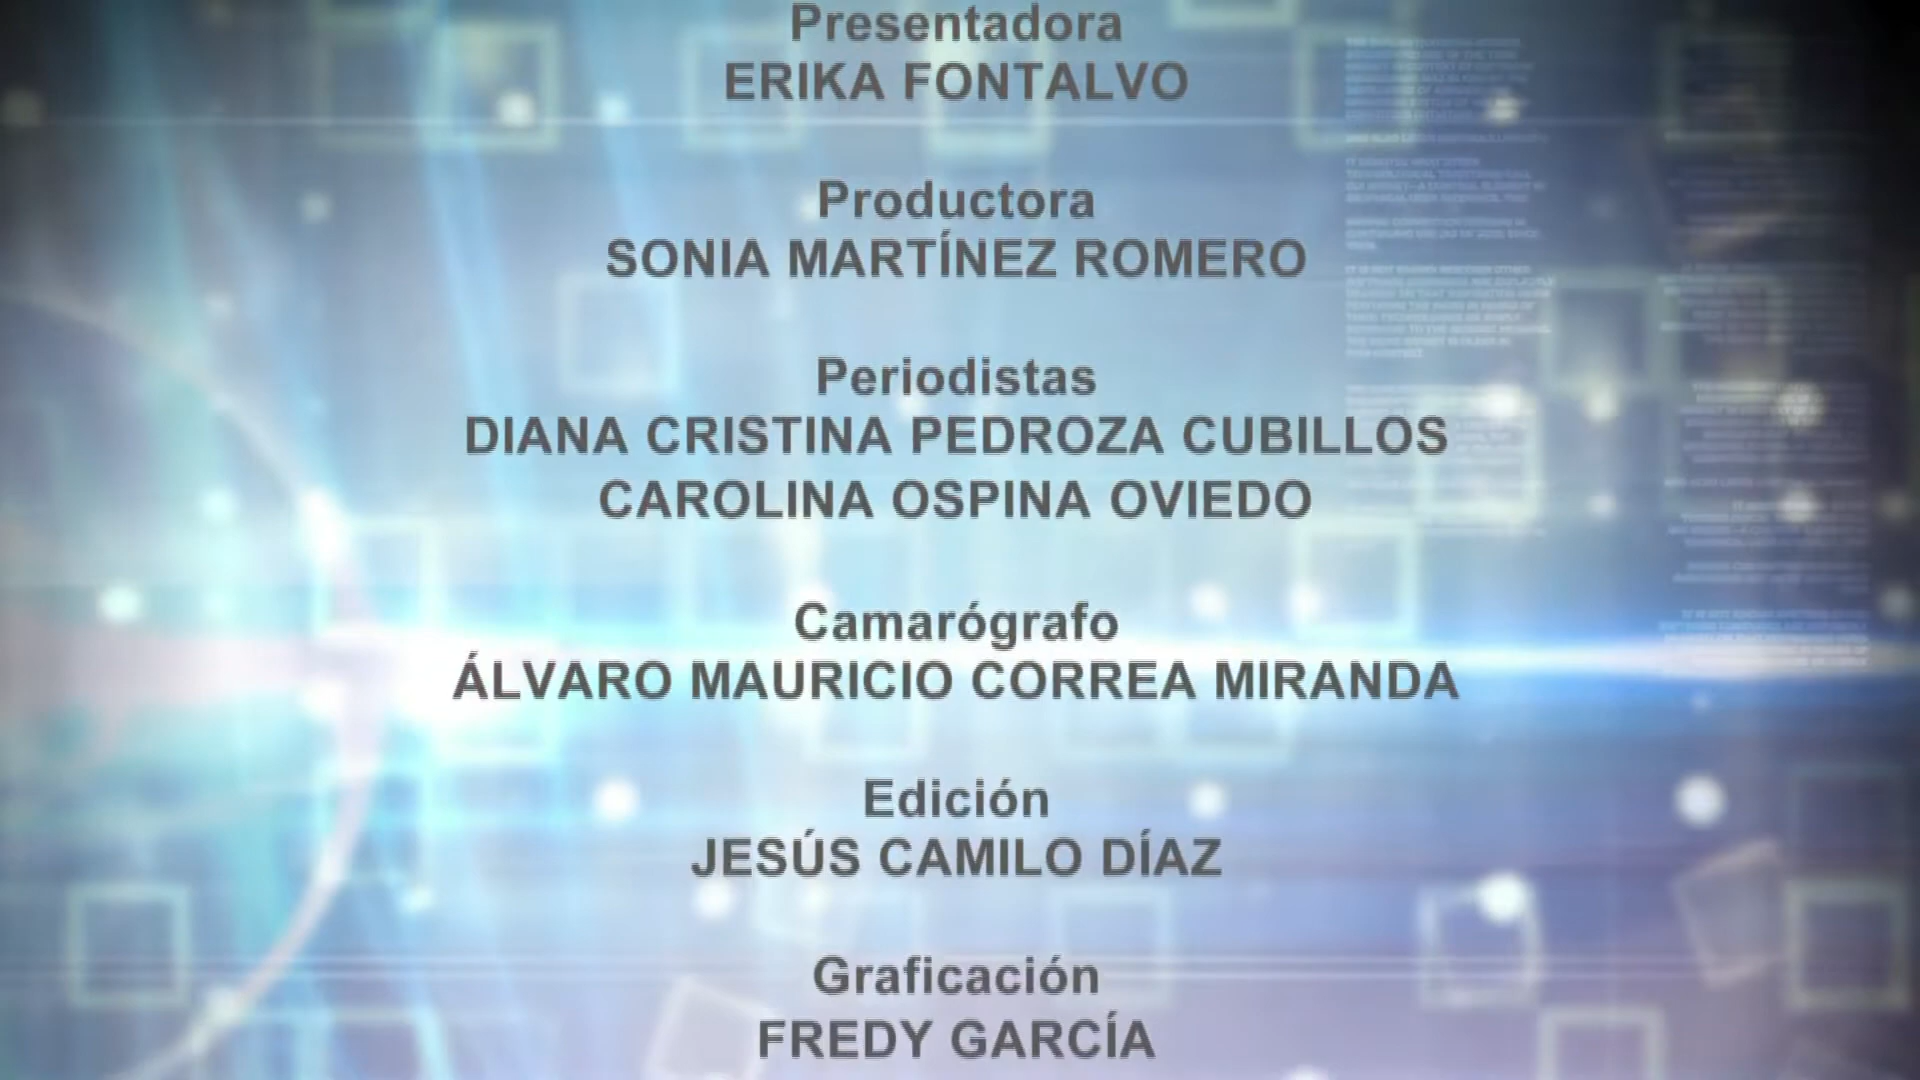 Presentadora
ERIKA FONTALVO
Productora
SONIA MARTÍNEZ ROMERO
Periodistas
DIANA CRISTINA PEDROZA CUBILLOS
CAROLINA OSPINA OVIEDO
Camarógrafo
ÁLVARO MAURICIO CORREA MIRANDA
Edición
JESÚS CAMILO DÍAZ
Graficación
FREDY GARCÍA